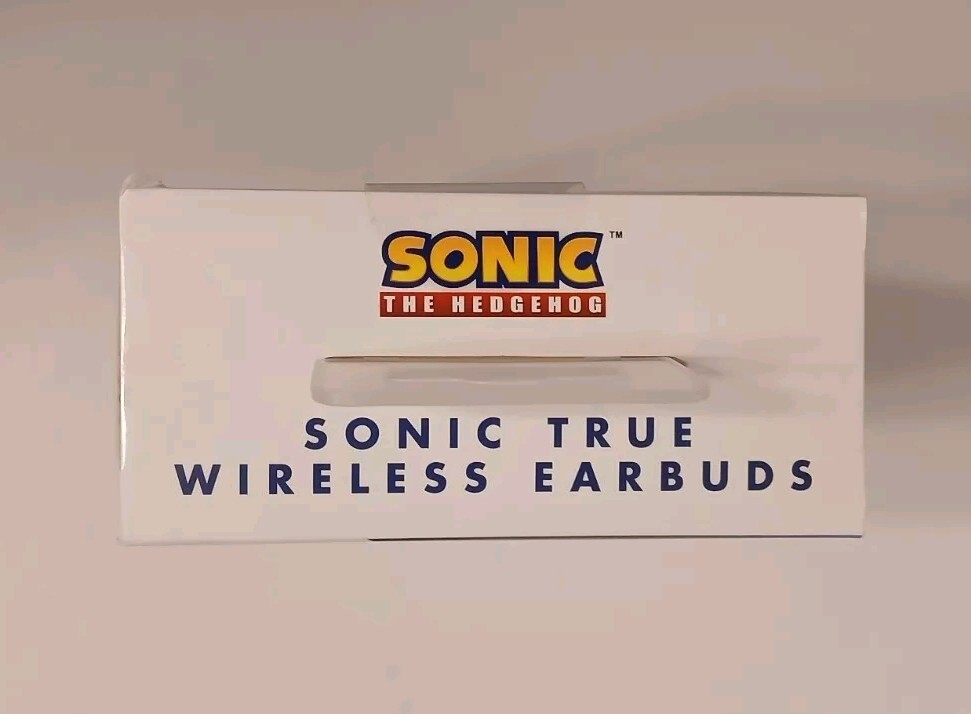 SONIC™
THE HEDGEHOG
SONIC TRUE
WIRELESS EARBUDS